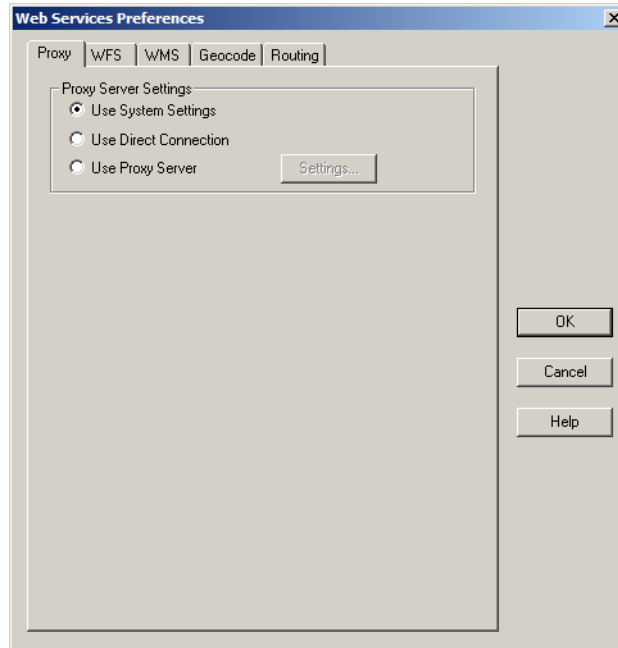 Web Services Preferences
Proxy WFS WMS Geocode Routing
Proxy Server Settings
Use System Settings
Use Direct Connection
Use Proxy Server Settings...
OK
Cancel
Help